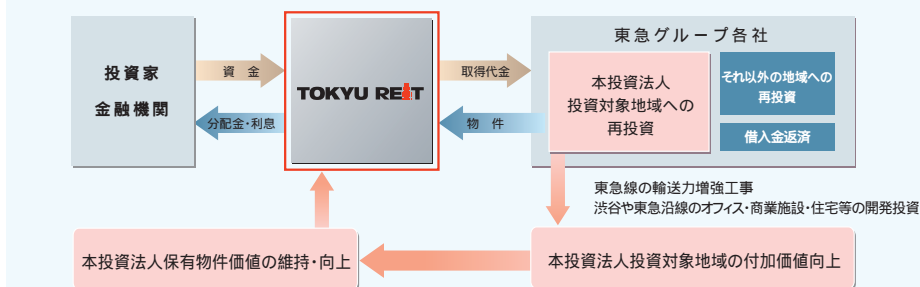 投資家
金融機関
資金
分配金・利息
TOKYU REIT
取得代金
物件
東急グループ各社
本投資法人
投資対象地域への
再投資
それ以外の地域への
再投資
借入金返済
東急線の輸送力増強工事
渋谷や東急沿線のオフィス・商業施設・住宅等の開発投資
本投資法人保有物件価値の維持・向上
本投資法人投資対象地域の付加価値向上